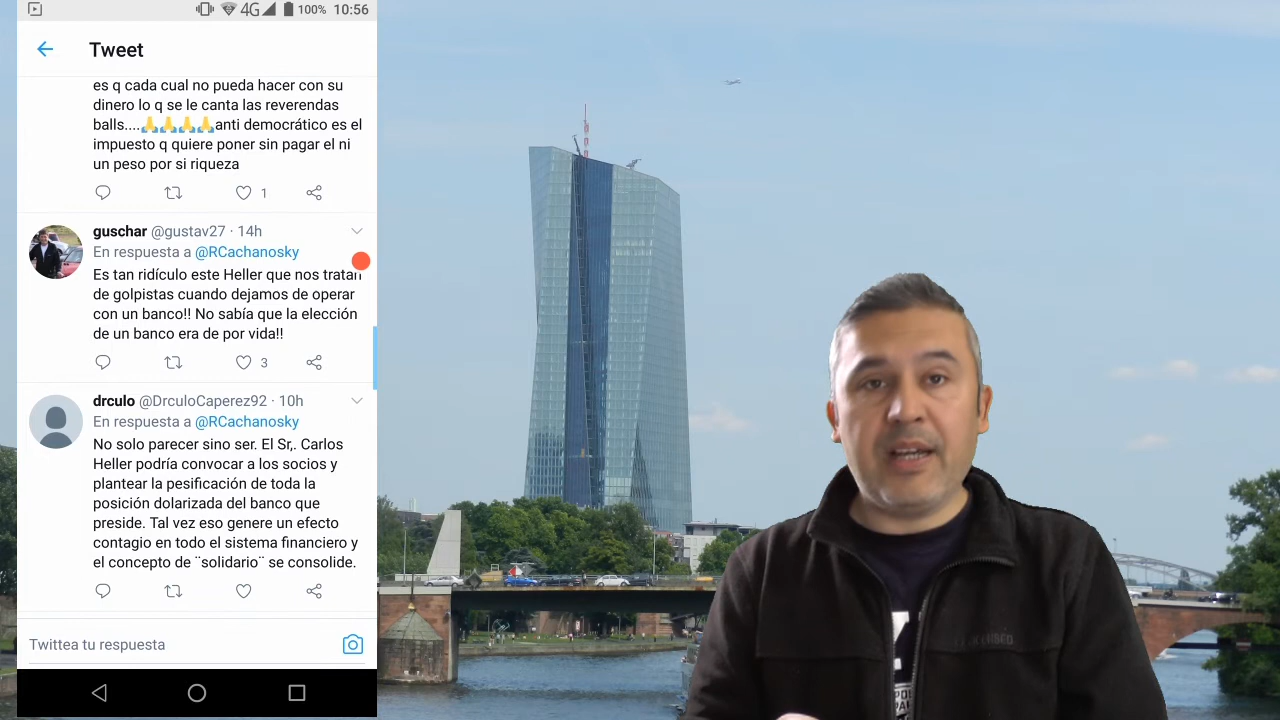 4G 100% 10:56
Tweet
es q cada cual no pueda hacer con su
dinero lo q se le canta las reverendas
balls....🙏🙏🙏🙏anti democrático es el
impuesto q quiere poner sin pagar el ni
un peso por si riqueza
1
guschar @gustav27 · 14h
En respuesta a @RCachanosky
Es tan ridículo este Heller que nos tratan
de golpistas cuando dejamos de operar
con un banco!! No sabía que la elección
de un banco era de por vida!!
3
drculo @DrculoCaperez92 · 10h
En respuesta a @RCachanosky
No solo parecer sino ser. El Sr,. Carlos
Heller podría convocar a los socios y
plantear la pesificación de toda la
posición dolarizada del banco que
preside. Tal vez eso genere un efecto
contagio en todo el sistema financiero y
el concepto de ¨solidario¨ se consolide.
Twittea tu respuesta